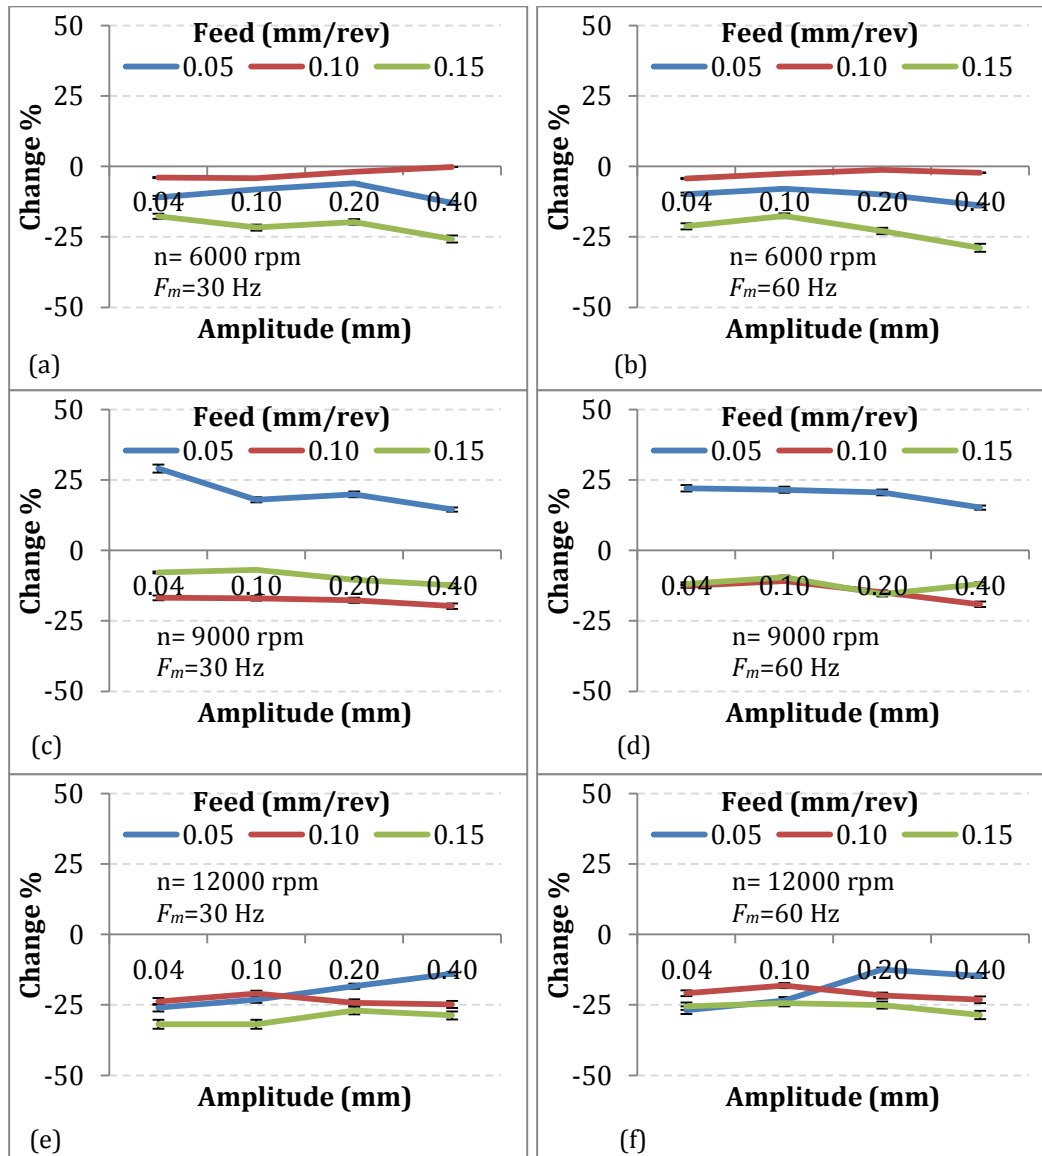 Feed (mm/rev)
0.05 0.10 0.15
50
25
0
-25
-50
Change %
0.04 0.10 0.20 0.40
n= 6000 rpm
Fm=30 Hz
Amplitude (mm)
(a)
Feed (mm/rev)
0.05 0.10 0.15
50
25
0
-25
-50
Change %
0.04 0.10 0.20 0.40
n= 6000 rpm
Fm=60 Hz
Amplitude (mm)
(b)
Feed (mm/rev)
0.05 0.10 0.15
50
25
0
-25
-50
Change %
0.04 0.10 0.20 0.40
n= 9000 rpm
Fm=30 Hz
Amplitude (mm)
(c)
Feed (mm/rev)
0.05 0.10 0.15
50
25
0
-25
-50
Change %
0.04 0.10 0.20 0.40
n= 9000 rpm
Fm=60 Hz
Amplitude (mm)
(d)
Feed (mm/rev)
0.05 0.10 0.15
50
25
0
-25
-50
Change %
n= 12000 rpm
Fm=30 Hz
0.04 0.10 0.20 0.40
Amplitude (mm)
(e)
Feed (mm/rev)
0.05 0.10 0.15
50
25
0
-25
-50
Change %
n= 12000 rpm
Fm=60 Hz
0.04 0.10 0.20 0.40
Amplitude (mm)
(f)